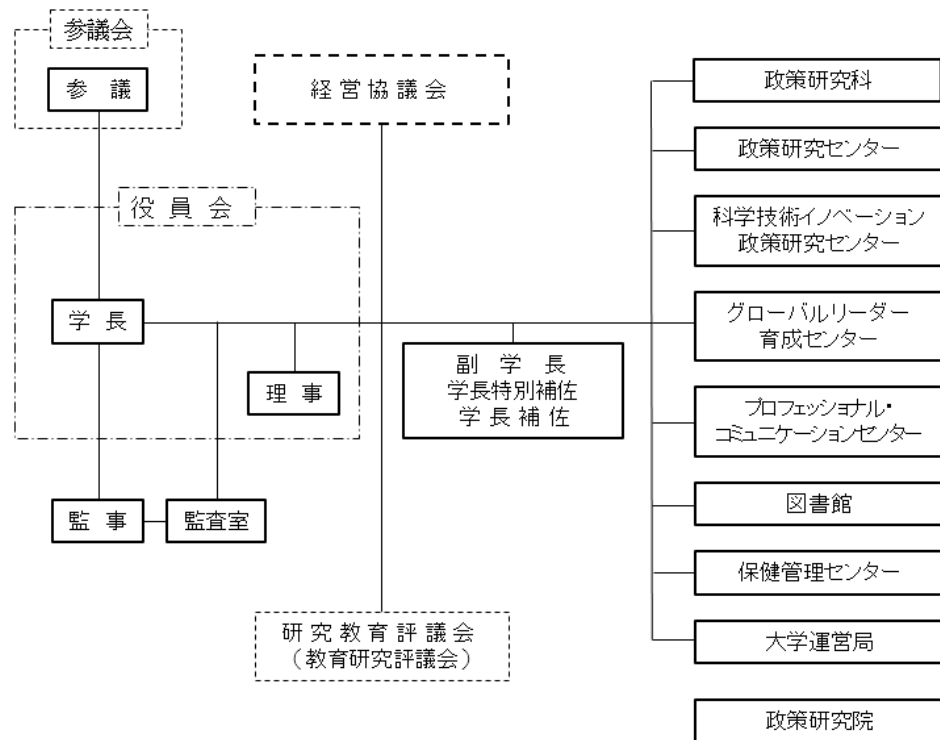 参議会
参議
経営協議会
役員会
学長
理事
副学長
学長特別補佐
学長補佐
監事
監査室
研究教育評議会
（教育研究評議会）
政策研究科
政策研究センター
科学技術イノベーション
政策研究センター
グローバルリーダー
育成センター
プロフェッショナル・
コミュニケーションセンター
図書館
保健管理センター
大学運営局
政策研究院